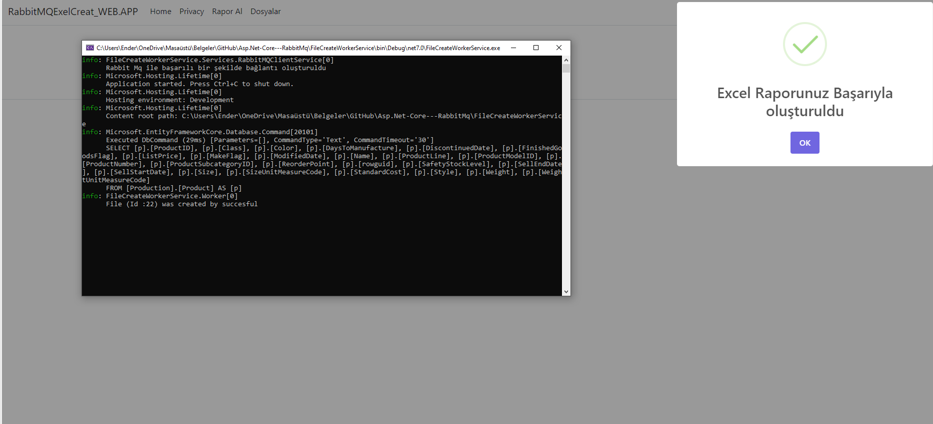 RabbitMQExelCreat_WEB.APP Home Privacy Rapor Al Dosyalar
C:\Users\Ender\OneDrive\Masaüstü\Belgeler\GitHub\Asp.Net-Core---RabbitMq\FileCreateWorkerService\bin\Debug\net7.0\FileCreateWorkerService.exe
info: FileCreateWorkerService.Services.RabbitMQClientService[0]
Rabbit Mq ile başarılı bir şekilde bağlantı oluşturuldu
info: Microsoft.Hosting.Lifetime[0]
Application started. Press Ctrl+C to shut down.
info: Microsoft.Hosting.Lifetime[0]
Hosting environment: Development
info: Microsoft.Hosting.Lifetime[0]
Content root path: C:\Users\Ender\OneDrive\Masaüstü\Belgeler\GitHub\Asp.Net-Core---RabbitMq\FileCreateWorkerServic
e
info: Microsoft.EntityFrameworkCore.Database.Command[20101]
Executed DbCommand (29ms) [Parameters=[], CommandType='Text', CommandTimeout='30']
SELECT [p].[ProductID], [p].[Class], [p].[Color], [p].[DaysToManufacture], [p].[DiscontinuedDate], [p].[FinishedGo
odsFlag], [p].[ListPrice], [p].[MakeFlag], [p].[ModifiedDate], [p].[Name], [p].[ProductLine], [p].[ProductModelID], [p].
[ProductNumber], [p].[ProductSubcategoryID], [p].[ReorderPoint], [p].[rowguid], [p].[SafetyStockLevel], [p].[SellEndDate
], [p].[SellStartDate], [p].[Size], [p].[SizeUnitMeasureCode], [p].[StandardCost], [p].[Style], [p].[Weight], [p].[Weigh
tUnitMeasureCode]
FROM [Production].[Product] AS [p]
info: FileCreateWorkerService.Worker[0]
File (Id :22) was created by succesful
Excel Raporunuz Başarıyla
oluşturuldu
OK